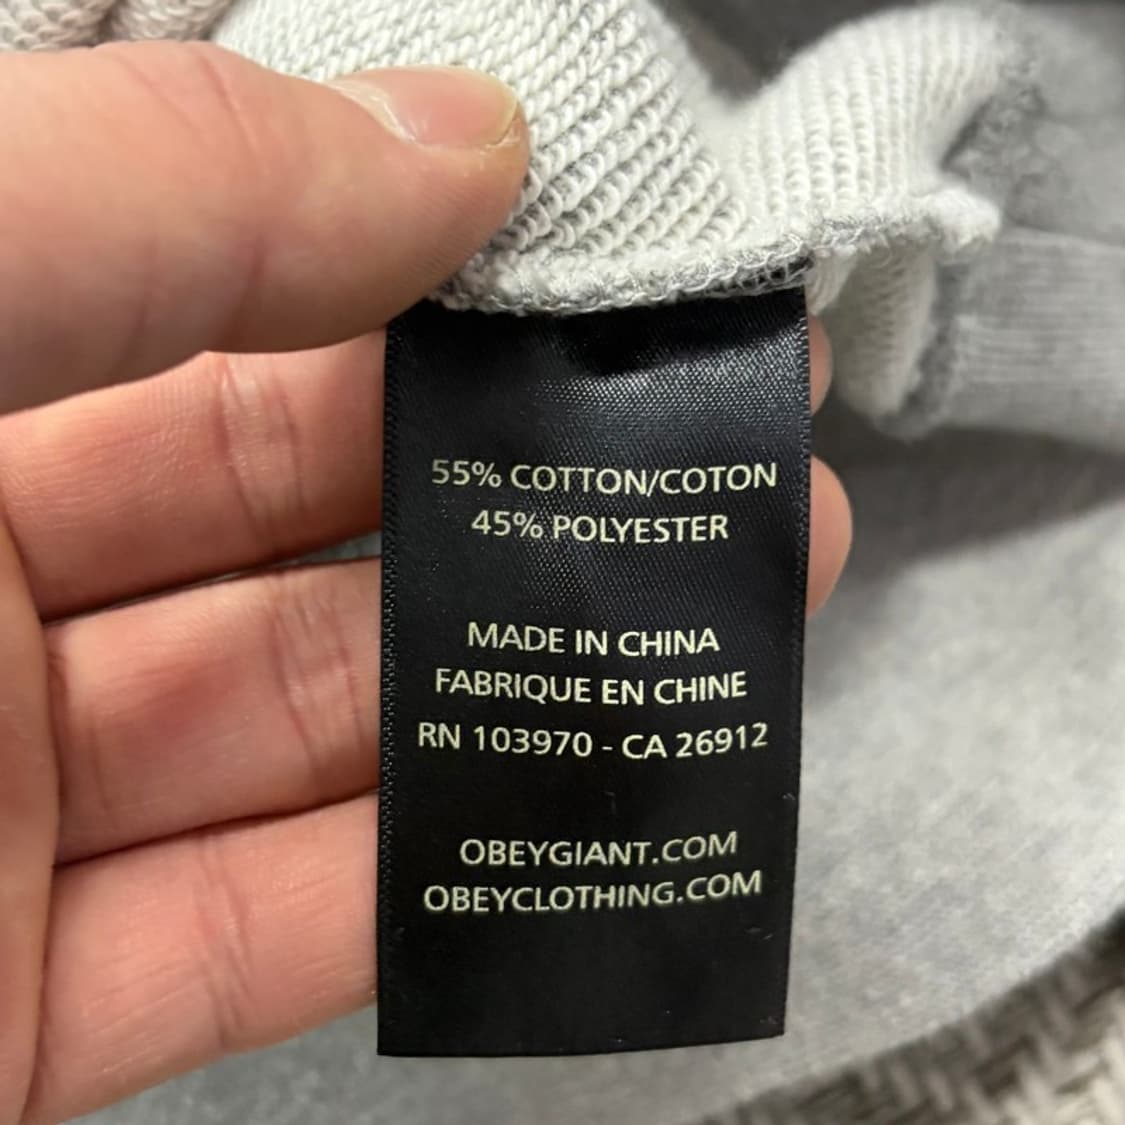 55% COTTON/COTON
45% POLYESTER
MADE IN CHINA
FABRIQUE EN CHINE
RN 103970 - CA 26912
OBEYGIANT.COM
OBEYCLOTHING.COM